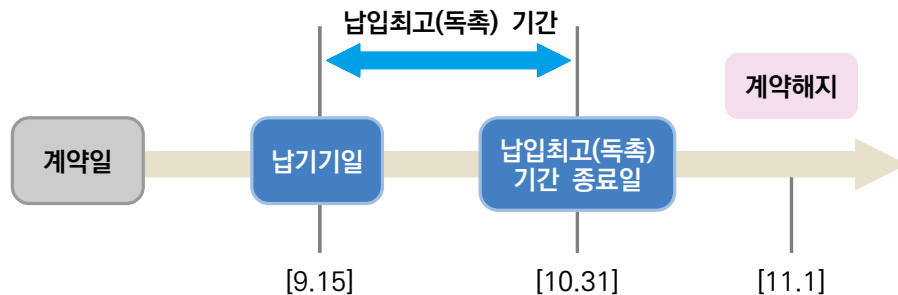 납입최고(독촉) 기간
계약해지
계약일
납기기일
납입최고(독촉)
기간 종료일
[9.15]
[10.31]
[11.1]